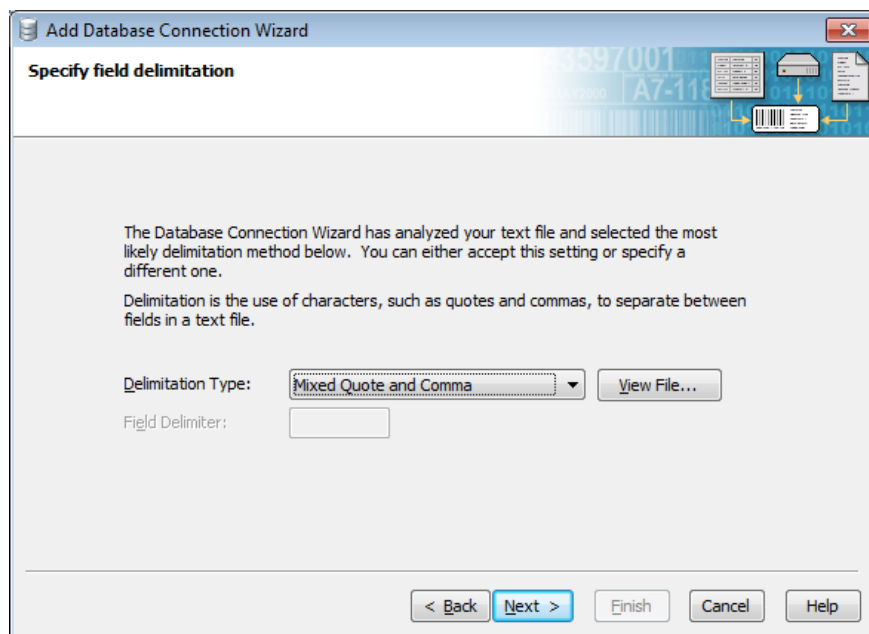 Add Database Connection Wizard
Specify field delimitation
3597001
A7-118
The Database Connection Wizard has analyzed your text file and selected the most
likely delimitation method below. You can either accept this setting or specify a
different one.
Delimitation is the use of characters, such as quotes and commas, to separate between
fields in a text file.
Delimitation Type: Mixed Quote and Comma View File...
Field Delimiter:
< Back Next > Finish Cancel Help